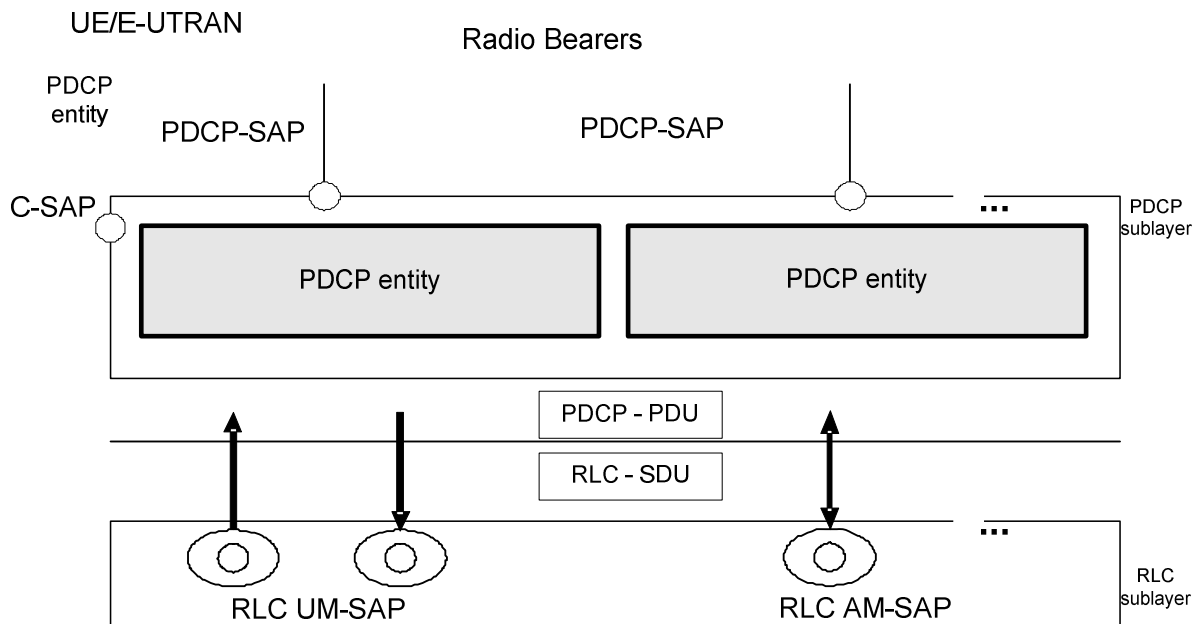 UE/E-UTRAN
Radio Bearers
PDCP
entity
PDCP-SAP
PDCP-SAP
C-SAP
...
PDCP
sublayer
PDCP entity
PDCP entity
PDCP - PDU
RLC - SDU
...
RLC UM-SAP
RLC AM-SAP
RLC
sublayer